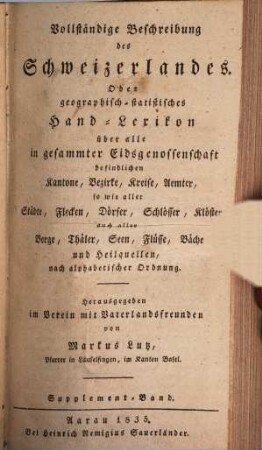 Vollständige Beschreibung
des
Schweizerlandes.
Oder
geographisch-statistisches
Hand-Lexikon
über alle
in gesammter Eidsgenossenschaft
befindlichen
Kantone, Bezirke, Kreise, Aemter,
so wie aller
Städte, Flecken, Dörfer, Schlösser, Klöster
auch aller
Berge, Thäler, Seen, Flüsse, Bäche
und Heilquellen,
nach alphabetischer Ordnung.
Herausgegeben
im Verein mit Vaterlandsfreunden
von
Markus Lutz,
Pfarrer in Läufelfingen, im Kanton Basel.
Supplement-Band.
Aarau 1835.
Bei Heinrich Remigius Sauerländer.